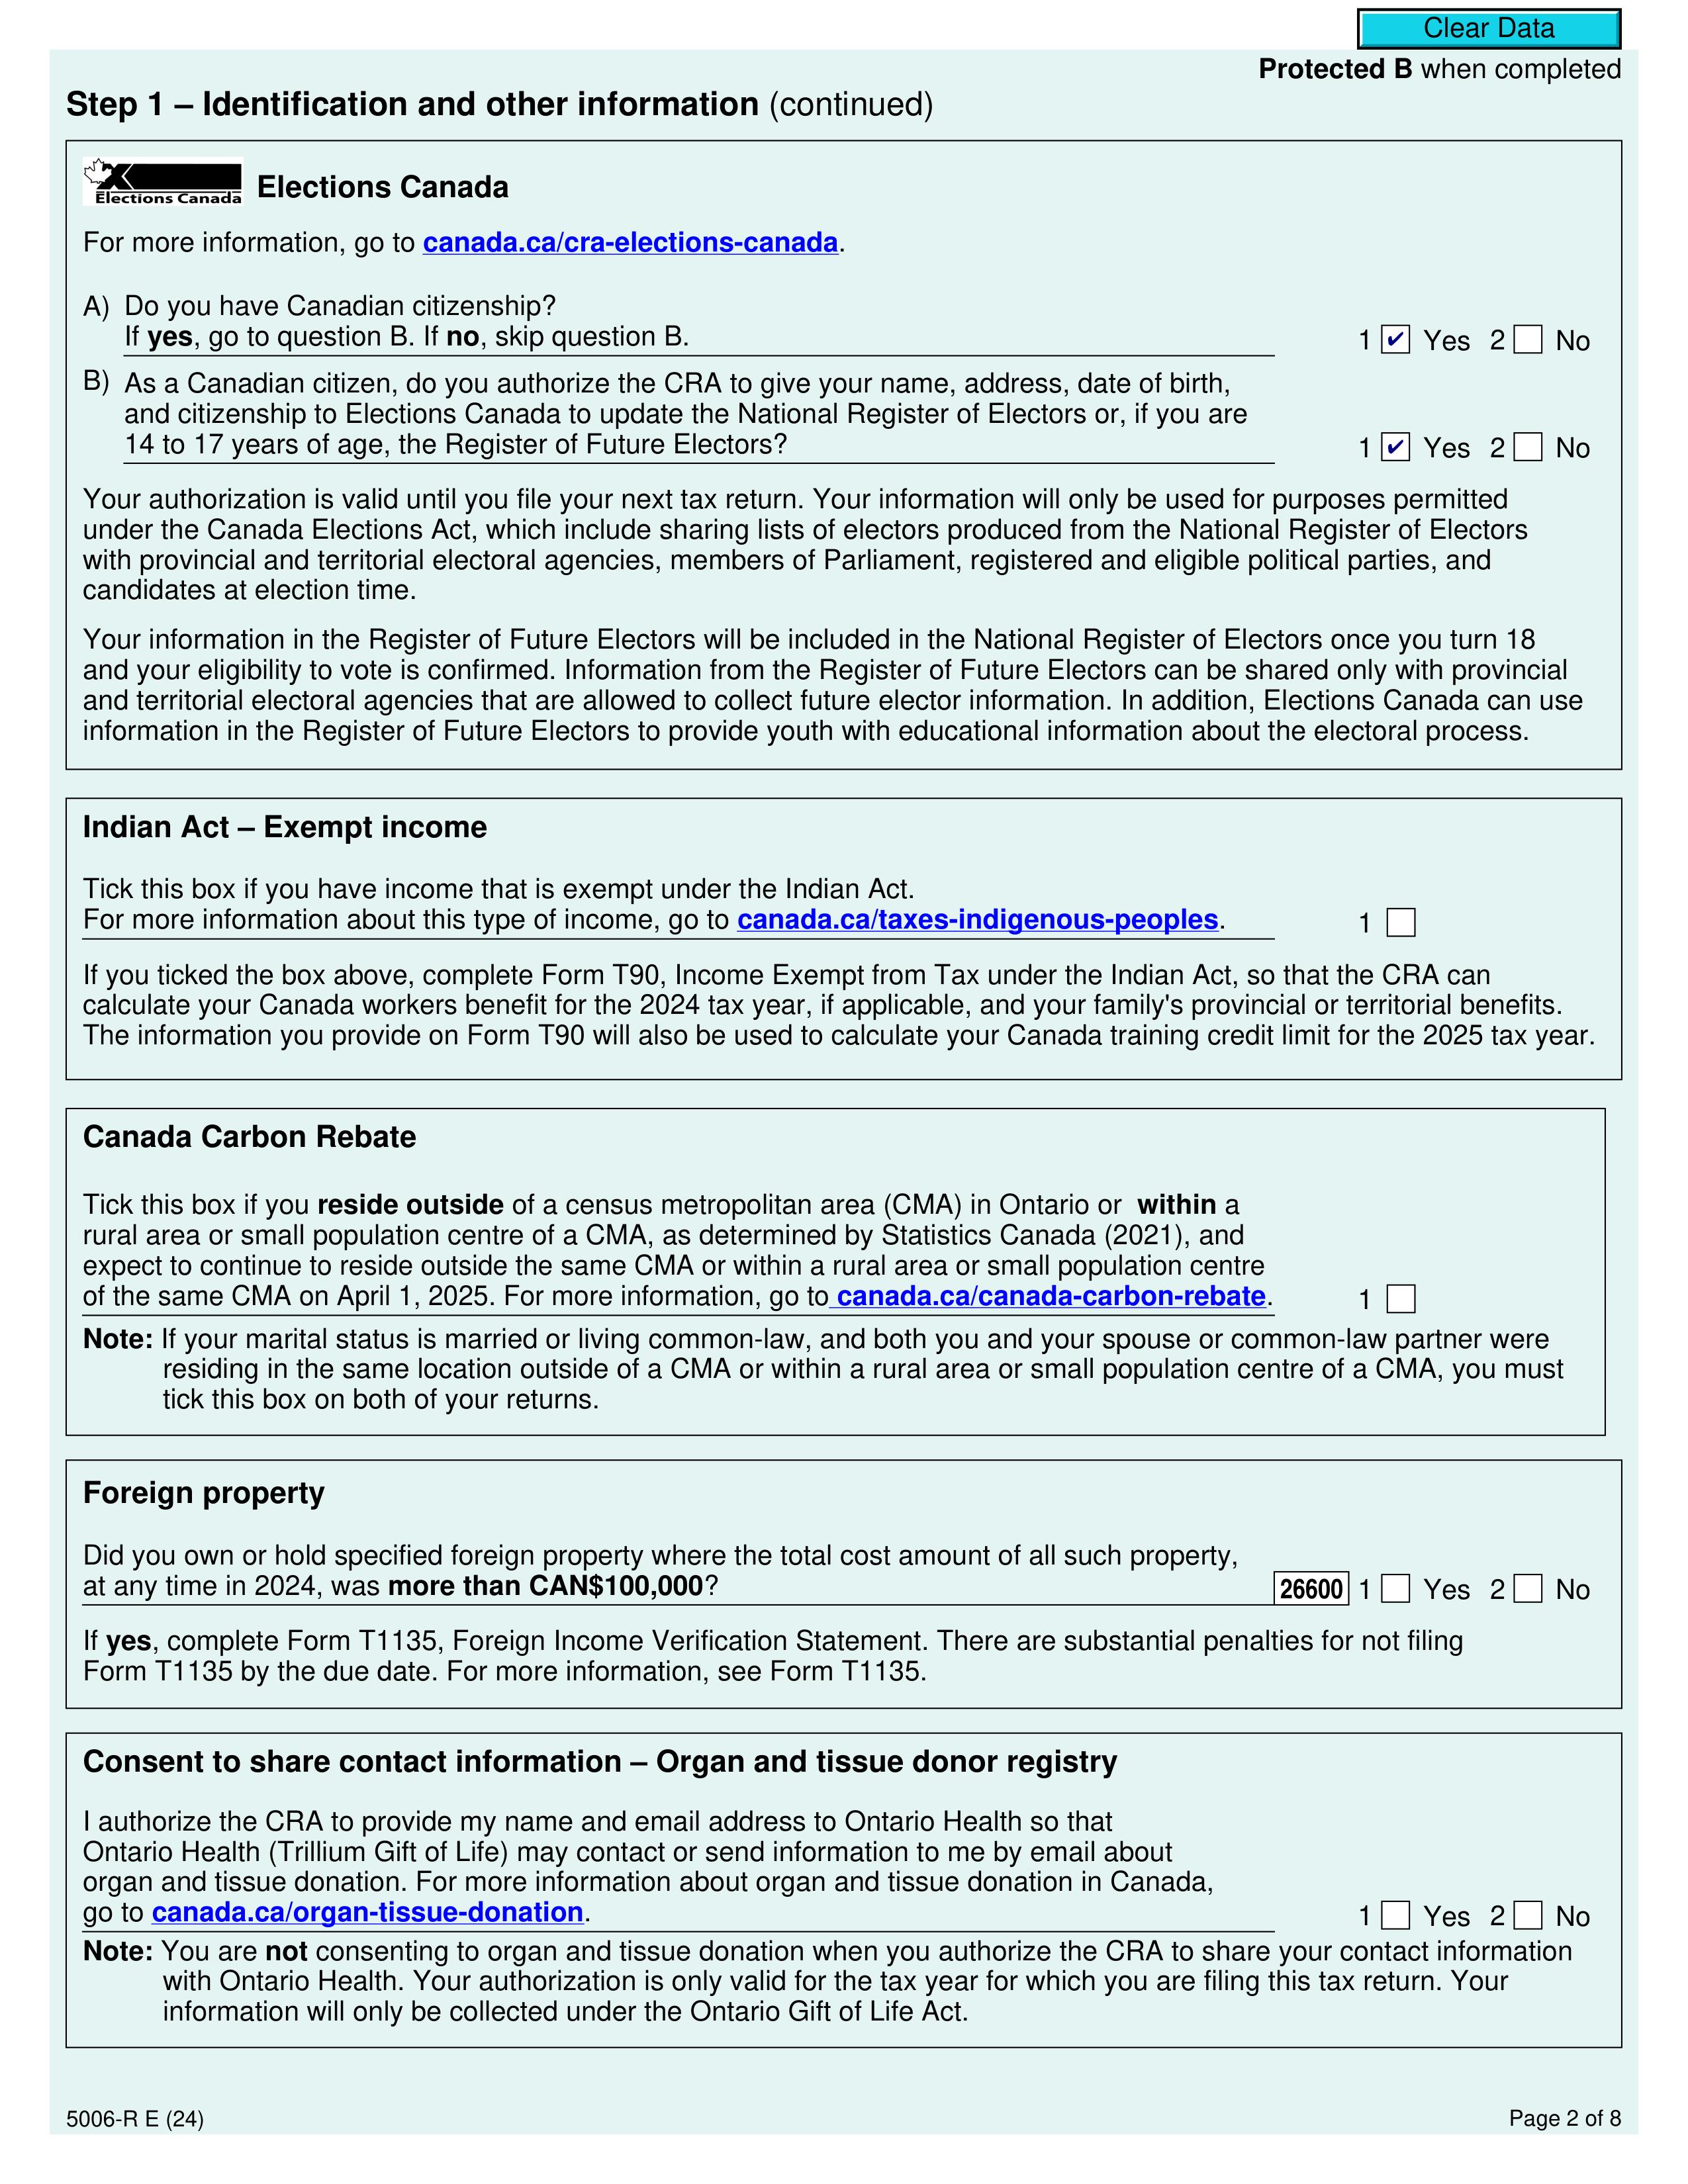 Clear Data
Protected B when completed
Step 1 – Identification and other information (continued)
Elections Canada
Elections Canada
For more information, go to canada.ca/cra-elections-canada.
A) Do you have Canadian citizenship?
If yes, go to question B. If no, skip question B.
1 ✔ Yes 2 No
B) As a Canadian citizen, do you authorize the CRA to give your name, address, date of birth,
and citizenship to Elections Canada to update the National Register of Electors or, if you are
14 to 17 years of age, the Register of Future Electors?
1 ✔ Yes 2 No
Your authorization is valid until you file your next tax return. Your information will only be used for purposes permitted
under the Canada Elections Act, which include sharing lists of electors produced from the National Register of Electors
with provincial and territorial electoral agencies, members of Parliament, registered and eligible political parties, and
candidates at election time.
Your information in the Register of Future Electors will be included in the National Register of Electors once you turn 18
and your eligibility to vote is confirmed. Information from the Register of Future Electors can be shared only with provincial
and territorial electoral agencies that are allowed to collect future elector information. In addition, Elections Canada can use
information in the Register of Future Electors to provide youth with educational information about the electoral process.
Indian Act – Exempt income
Tick this box if you have income that is exempt under the Indian Act.
For more information about this type of income, go to canada.ca/taxes-indigenous-peoples.
1
If you ticked the box above, complete Form T90, Income Exempt from Tax under the Indian Act, so that the CRA can
calculate your Canada workers benefit for the 2024 tax year, if applicable, and your family's provincial or territorial benefits.
The information you provide on Form T90 will also be used to calculate your Canada training credit limit for the 2025 tax year.
Canada Carbon Rebate
Tick this box if you reside outside of a census metropolitan area (CMA) in Ontario or within a
rural area or small population centre of a CMA, as determined by Statistics Canada (2021), and
expect to continue to reside outside the same CMA or within a rural area or small population centre
of the same CMA on April 1, 2025. For more information, go to canada.ca/canada-carbon-rebate.
1
Note: If your marital status is married or living common-law, and both you and your spouse or common-law partner were
residing in the same location outside of a CMA or within a rural area or small population centre of a CMA, you must
tick this box on both of your returns.
Foreign property
Did you own or hold specified foreign property where the total cost amount of all such property,
at any time in 2024, was more than CAN$100,000?
26600 1 Yes 2 No
If yes, complete Form T1135, Foreign Income Verification Statement. There are substantial penalties for not filing
Form T1135 by the due date. For more information, see Form T1135.
Consent to share contact information – Organ and tissue donor registry
I authorize the CRA to provide my name and email address to Ontario Health so that
Ontario Health (Trillium Gift of Life) may contact or send information to me by email about
organ and tissue donation. For more information about organ and tissue donation in Canada,
go to canada.ca/organ-tissue-donation.
1 Yes 2 No
Note: You are not consenting to organ and tissue donation when you authorize the CRA to share your contact information
with Ontario Health. Your authorization is only valid for the tax year for which you are filing this tax return. Your
information will only be collected under the Ontario Gift of Life Act.
5006-R E (24)
Page 2 of 8